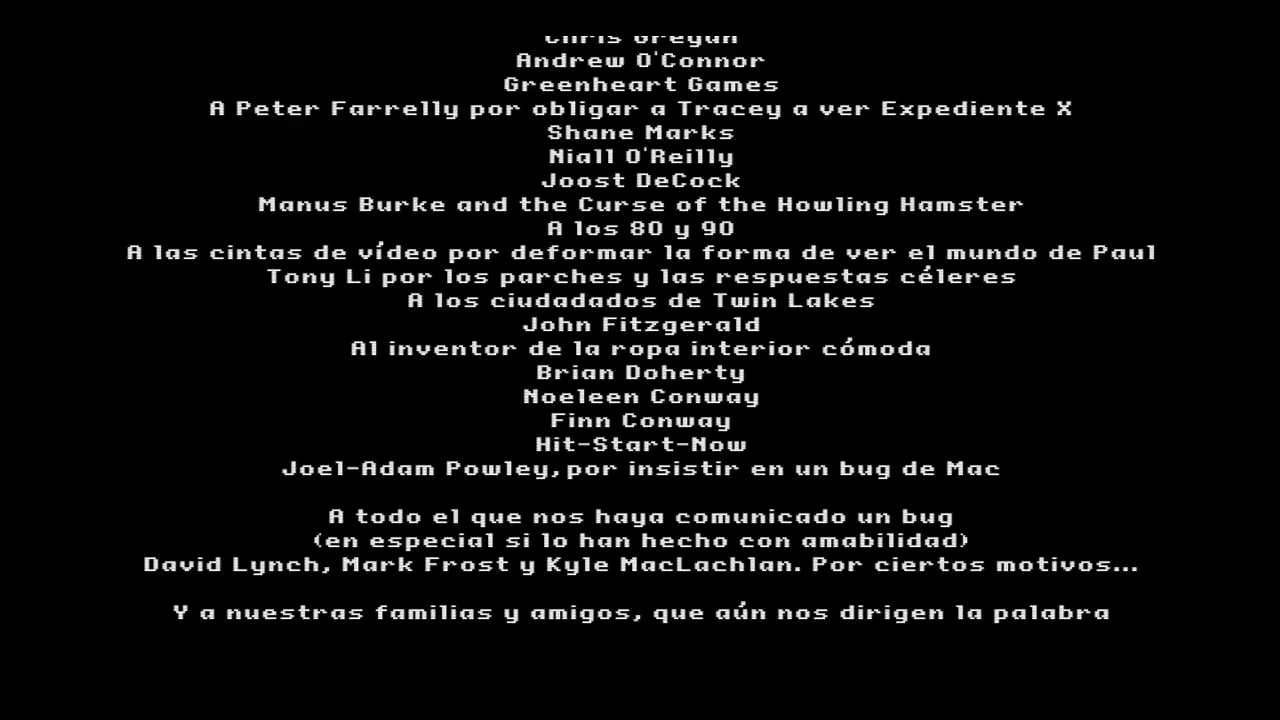 Andrew O'Connor
Greenheart Games
A Peter Farrelly por obligar a Tracey a ver Expediente X
Shane Marks
Niall O'Reilly
Joost DeCock
Manus Burke and the Curse of the Howling Hamster
A los 80 y 90
A las cintas de vídeo por deformar la forma de ver el mundo de Paul
Tony Li por los parches y las respuestas céleres
A los ciudadados de Twin Lakes
John Fitzgerald
Al inventor de la ropa interior cómoda
Brian Doherty
Noeleen Conway
Finn Conway
Hit-Start-Now
Joel-Adam Powley, por insistir en un bug de Mac
A todo el que nos haya comunicado un bug
(en especial si lo han hecho con amabilidad)
David Lynch, Mark Frost y Kyle MacLachlan. Por ciertos motivos...
Y a nuestras familias y amigos, que aún nos dirigen la palabra